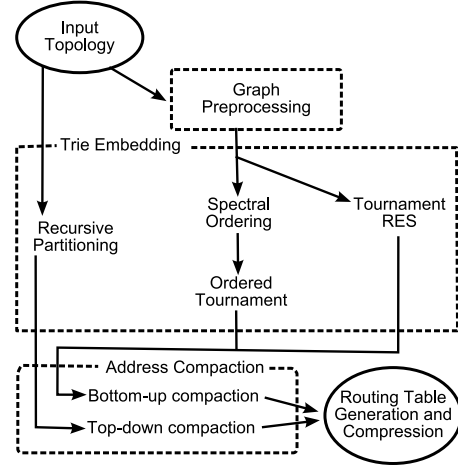 Input
Topology
Graph
Preprocessing
Trie Embedding
Spectral
Ordering
Tournament
RES
Recursive
Partitioning
Ordered
Tournament
Address Compaction
Bottom-up compaction
Top-down compaction
Routing Table
Generation and
Compression